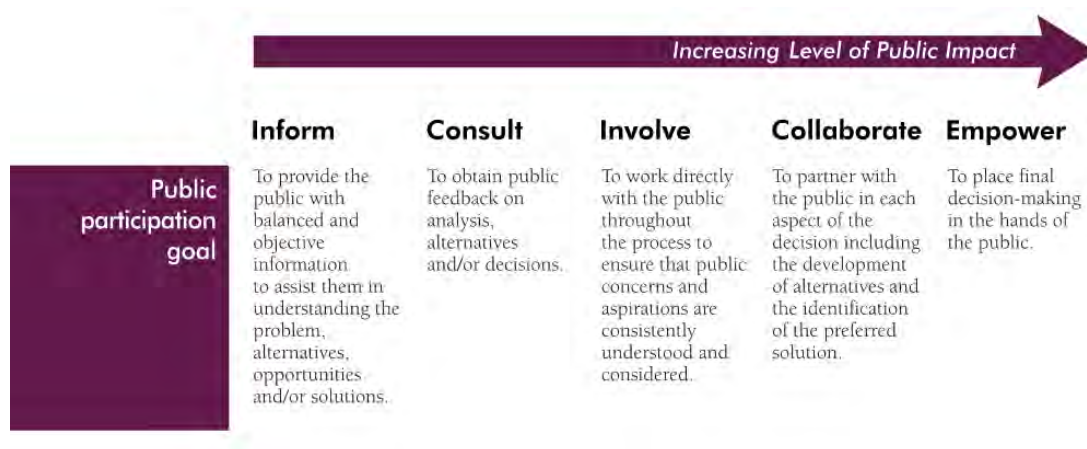 Increasing Level of Public Impact
Inform
Consult
Involve
Collaborate
Empower
Public
participation
goal
To provide the
public with
balanced and
objective
information
to assist them in
understanding the
problem,
alternatives,
opportunities
and/or solutions.
To obtain public
feedback on
analysis,
alternatives
and/or decisions.
To work directly
with the public
throughout
the process to
ensure that public
concerns and
aspirations are
consistently
understood and
considered.
To partner with
the public in each
aspect of the
decision including
the development
of alternatives and
the identification
of the preferred
solution.
To place final
decision-making
in the hands of
the public.